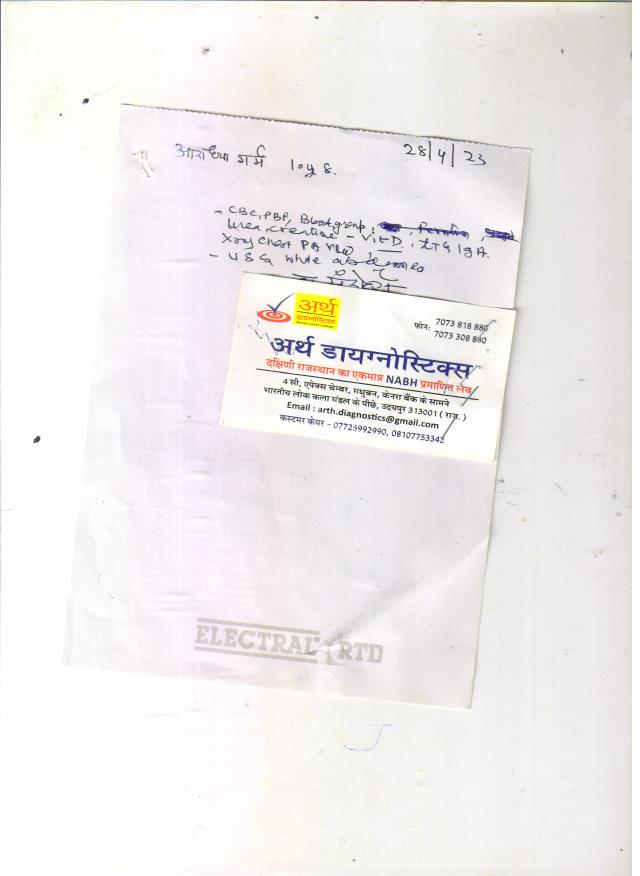 आराध्या शर्मा 10y 8.
28/4/23
- CBC, PBF, Blood group,
Urea, - Vit D. tTG IgA.
Xray Chest PA
- USG whole
अर्थ
डायग्नोस्टिक्स
फोन: 7073 818 880
7073 308 880
अर्थ डायग्नोस्टिक्स
दक्षिणी राजस्थान का एकमात्र NABH प्रमाणित लेब
4 सी, एपेक्स चेम्बर, मधुबन, केनरा बैंक के सामने
भारतीय लोक कला मंडल के पीछे, उदयपुर 313001 ( राज. )
Email : arth.diagnostics@gmail.com
कस्टमर केयर - 07725992990, 08107753342
ELECTRAL® RTD